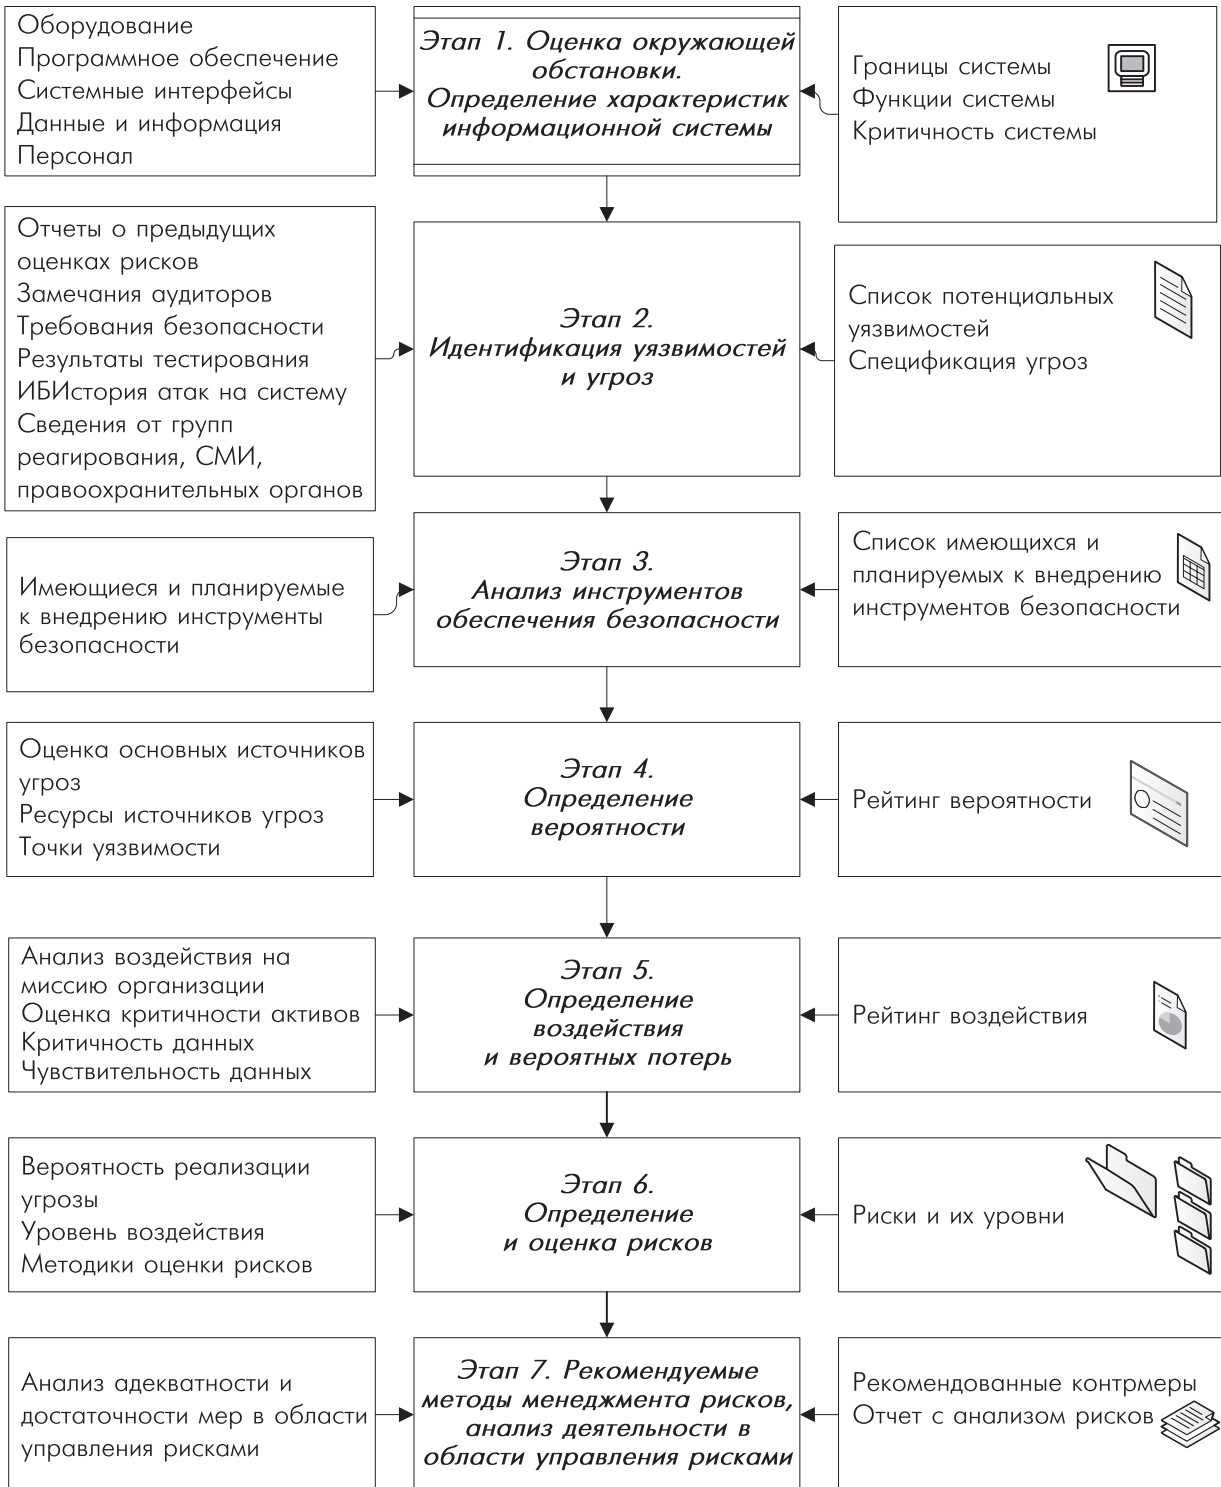 Оборудование
Программное обеспечение
Системные интерфейсы
Данные и информация
Персонал
Этап 1. Оценка окружающей
обстановки.
Определение характеристик
информационной системы
Границы системы
Функции системы
Критичность системы
Отчеты о предыдущих
оценках рисков
Замечания аудиторов
Требования безопасности
Результаты тестирования
ИБИстория атак на систему
Сведения от групп
реагирования, СМИ,
правоохранительных органов
Этап 2.
Идентификация уязвимостей
и угроз
Список потенциальных
уязвимостей
Спецификация угроз
Имеющиеся и планируемые
к внедрению инструменты
безопасности
Этап 3.
Анализ инструментов
обеспечения безопасности
Список имеющихся и
планируемых к внедрению
инструментов безопасности
Оценка основных источников
угроз
Ресурсы источников угроз
Точки уязвимости
Этап 4.
Определение
вероятности
Рейтинг вероятности
Анализ воздействия на
миссию организации
Оценка критичности активов
Критичность данных
Чувствительность данных
Этап 5.
Определение
воздействия
и вероятных потерь
Рейтинг воздействия
Вероятность реализации
угрозы
Уровень воздействия
Методики оценки рисков
Этап 6.
Определение
и оценка рисков
Риски и их уровни
Анализ адекватности и
достаточности мер в области
управления рисками
Этап 7. Рекомендуемые
методы менеджмента рисков,
анализ деятельности в
области управления рисками
Рекомендованные контрмеры
Отчет с анализом рисков